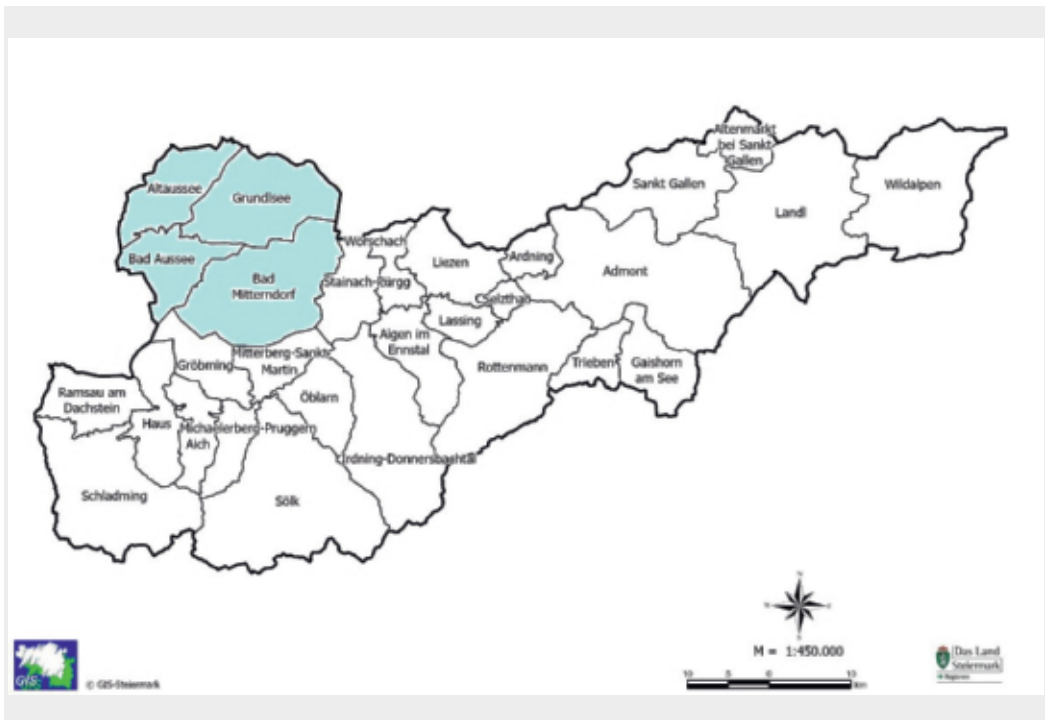 Altenmarkt
bei Sankt
Gallen
Altaussee
Grundlsee
Sankt Gallen
Wildalpen
Landl
Wörschach
Bad Aussee
Liezen
Ardning
Admont
Bad
Mitterndorf
Stainach-Pürgg
Selzthal
Lassing
Aigen im
Ennstal
Mitterberg-Sankt
Martin
Gröbming
Rottenmann
Trieben
Gaishorn
am See
Ramsau am
Dachstein
Öblarn
Haus
Michaelerberg-Pruggern
Aich
Irdning-Donnersbachtal
Schladming
Sölk
N
M = 1:450.000
10 5 0 10
km
GIS
© GIS-Steiermark
Das Land
Steiermark
Regionen